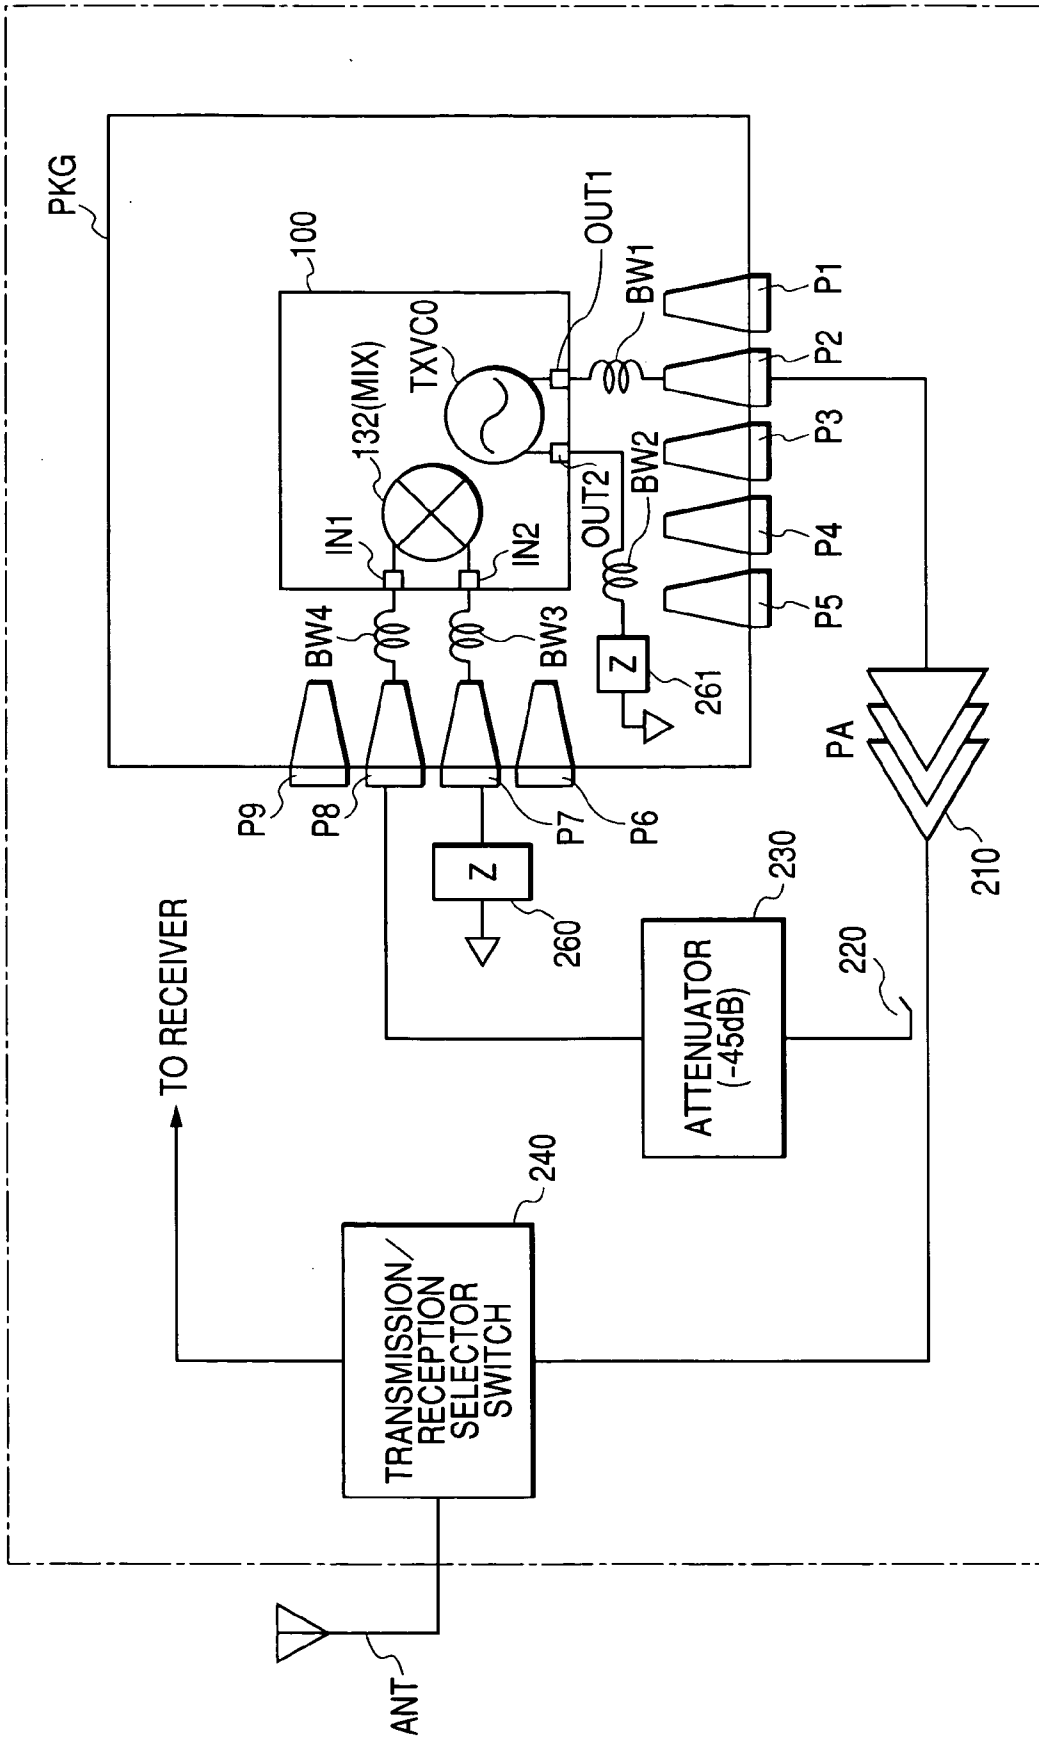 PKG
100
132(MIX)
TXVC0
IN1
IN2
OUT1
OUT2
BW1
BW2
BW4
BW3
P1
P2
P3
P4
P5
P6
P7
P8
P9
Z
261
Z
260
PA
210
220
ATTENUATOR
(-45dB)
230
TO RECEIVER
TRANSMISSION/
RECEPTION
SELECTOR
SWITCH
240
ANT